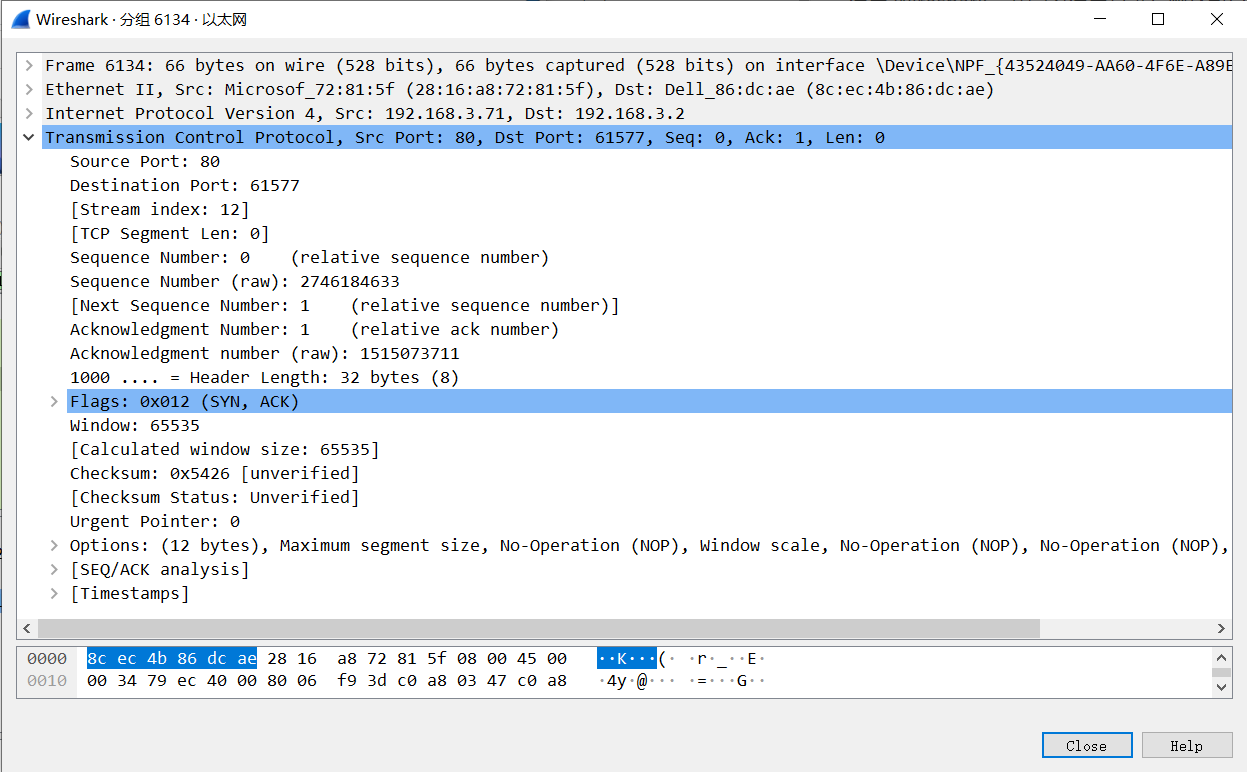 Wireshark · 分组 6134 · 以太网
Frame 6134: 66 bytes on wire (528 bits), 66 bytes captured (528 bits) on interface \Device\NPF_{43524049-AA60-4F6E-A89E
Ethernet II, Src: Microsof_72:81:5f (28:16:a8:72:81:5f), Dst: Dell_86:dc:ae (8c:ec:4b:86:dc:ae)
Internet Protocol Version 4, Src: 192.168.3.71, Dst: 192.168.3.2
Transmission Control Protocol, Src Port: 80, Dst Port: 61577, Seq: 0, Ack: 1, Len: 0
Source Port: 80
Destination Port: 61577
[Stream index: 12]
[TCP Segment Len: 0]
Sequence Number: 0    (relative sequence number)
Sequence Number (raw): 2746184633
[Next Sequence Number: 1    (relative sequence number)]
Acknowledgment Number: 1    (relative ack number)
Acknowledgment number (raw): 1515073711
1000 .... = Header Length: 32 bytes (8)
Flags: 0x012 (SYN, ACK)
Window: 65535
[Calculated window size: 65535]
Checksum: 0x5426 [unverified]
[Checksum Status: Unverified]
Urgent Pointer: 0
Options: (12 bytes), Maximum segment size, No-Operation (NOP), Window scale, No-Operation (NOP), No-Operation (NOP),
[SEQ/ACK analysis]
[Timestamps]
0000  8c ec 4b 86 dc ae 28 16  a8 72 81 5f 08 00 45 00  ··K···(· ·r·_··E·
0010  00 34 79 ec 40 00 80 06  f9 3d c0 a8 03 47 c0 a8  ·4y·@··· ·=···G··
Close Help